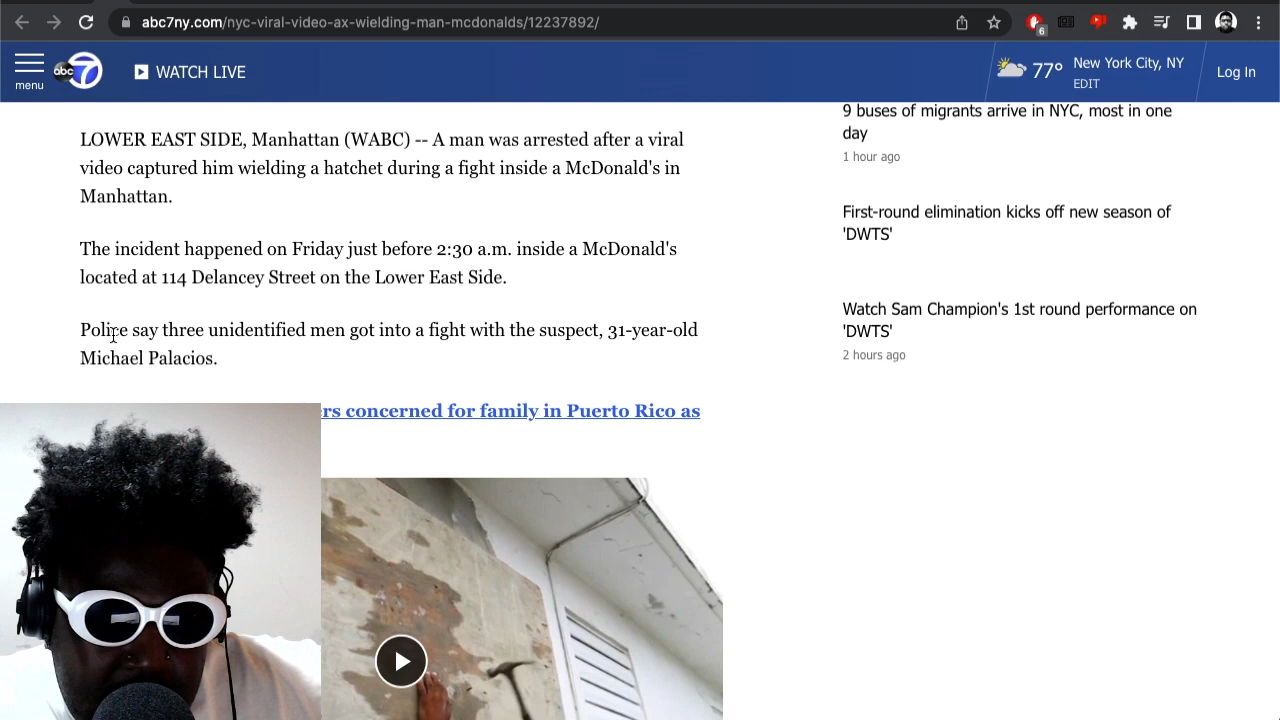 abc7ny.com/nyc-viral-video-ax-wielding-man-mcdonalds/12237892/
6
menu
abc 7
WATCH LIVE
77°
New York City, NY
EDIT
Log In
LOWER EAST SIDE, Manhattan (WABC) -- A man was arrested after a viral
video captured him wielding a hatchet during a fight inside a McDonald's in
Manhattan.
The incident happened on Friday just before 2:30 a.m. inside a McDonald's
located at 114 Delancey Street on the Lower East Side.
Police say three unidentified men got into a fight with the suspect, 31-year-old
Michael Palacios.
concerned for family in Puerto Rico as
9 buses of migrants arrive in NYC, most in one
day
1 hour ago
First-round elimination kicks off new season of
'DWTS'
Watch Sam Champion's 1st round performance on
'DWTS'
2 hours ago